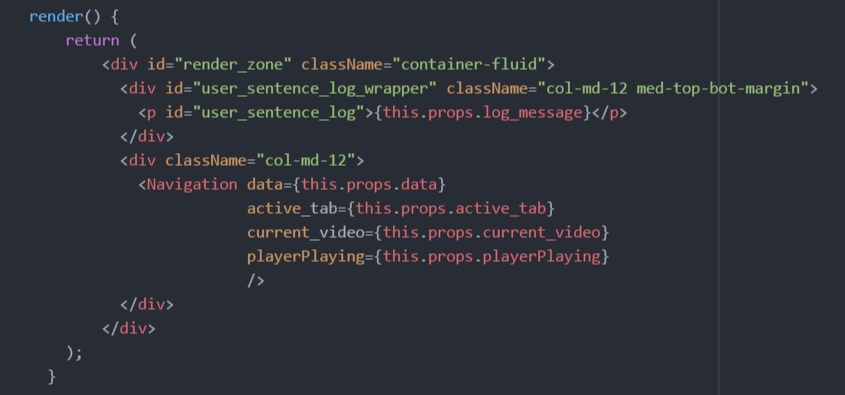 render() {
return (
<div id="render_zone" className="container-fluid">
<div id="user_sentence_log_wrapper" className="col-md-12 med-top-bot-margin">
<p id="user_sentence_log">{this.props.log_message}</p>
</div>
<div className="col-md-12">
<Navigation data={this.props.data}
active_tab={this.props.active_tab}
current_video={this.props.current_video}
playerPlaying={this.props.playerPlaying}
/>
</div>
</div>
);
}